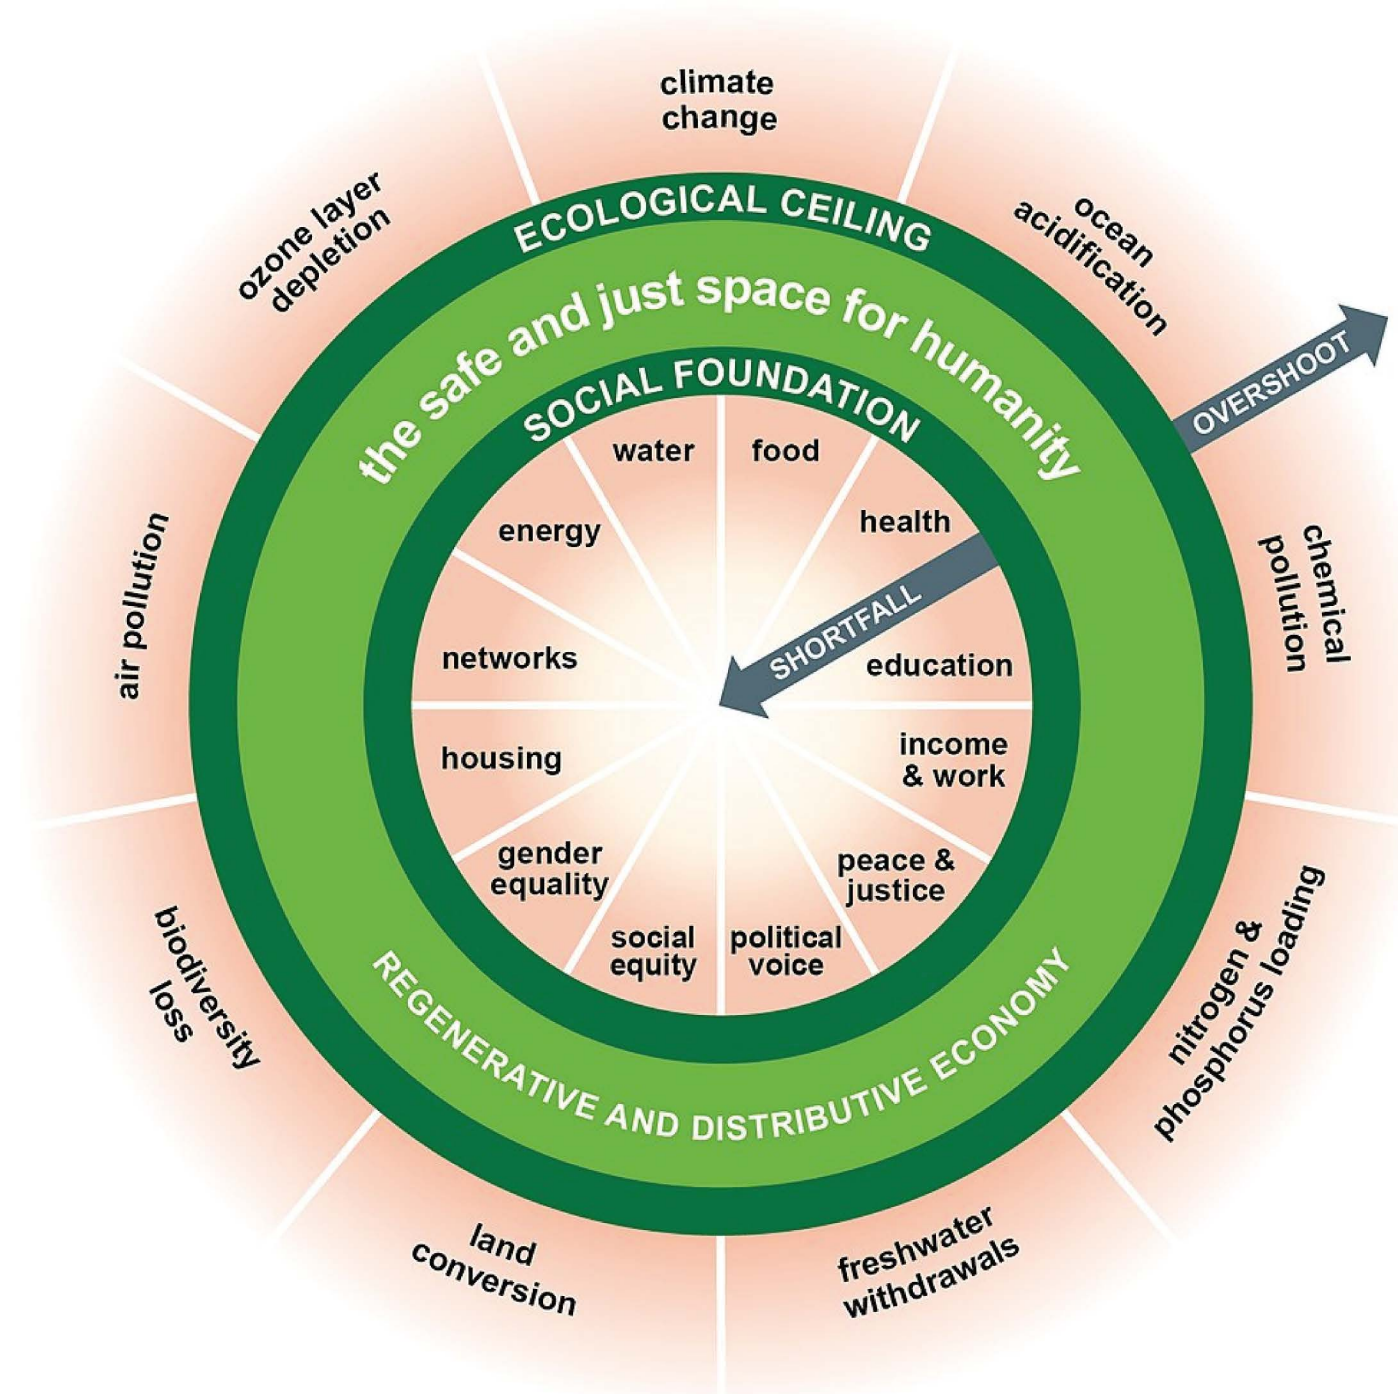 climate
change
ocean
acidification
OVERSHOOT
chemical
pollution
nitrogen &
phosphorus loading
freshwater
withdrawals
land
conversion
biodiversity
loss
air pollution
ozone layer
depletion
ECOLOGICAL CEILING
the safe and just space for humanity
SOCIAL FOUNDATION
water
food
health
SHORTFALL
education
income
& work
peace &
justice
political
voice
social
equity
gender
equality
housing
networks
energy
REGENERATIVE AND DISTRIBUTIVE ECONOMY